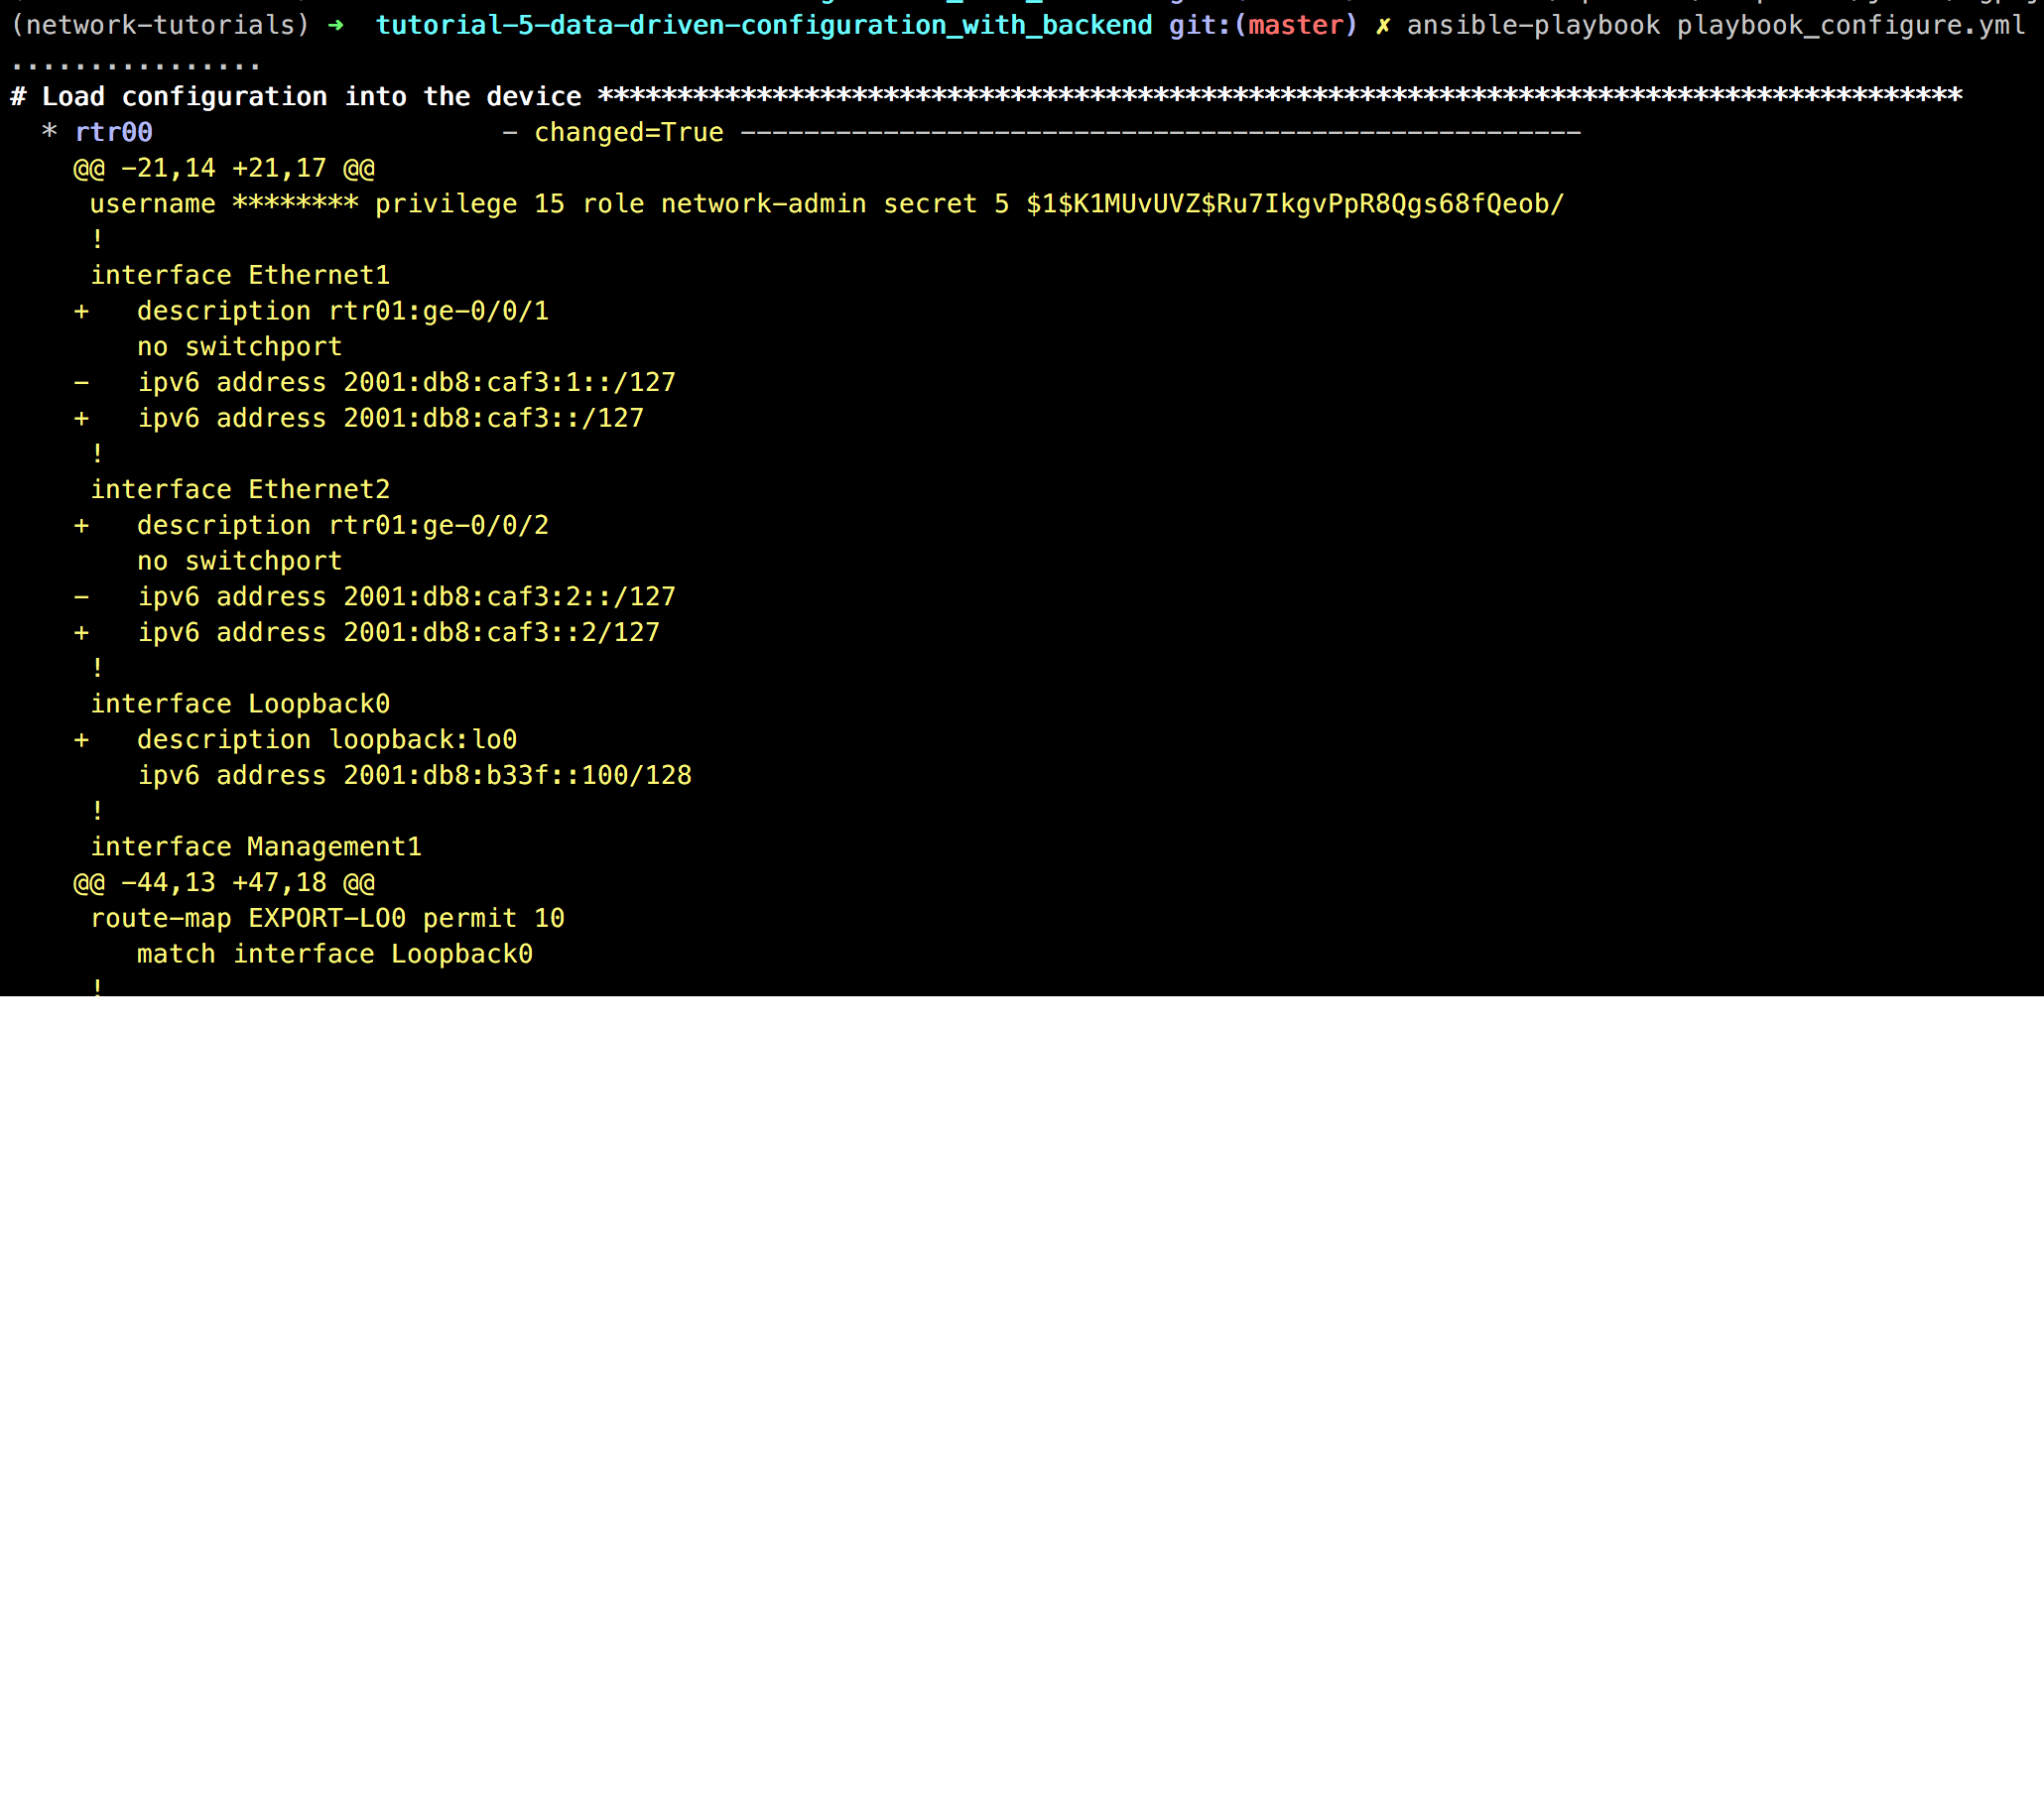 (network-tutorials) ➜  tutorial-5-data-driven-configuration_with_backend git:(master) ✗ ansible-playbook playbook_configure.yml
................
# Load configuration into the device **************************************************************************************
  * rtr00                      - changed=True -----------------------------------------------------
    @@ -21,14 +21,17 @@
     username ******** privilege 15 role network-admin secret 5 $1$K1MUvUVZ$Ru7IkgvPpR8Qgs68fQeob/
     !
     interface Ethernet1
    +   description rtr01:ge-0/0/1
        no switchport
    -   ipv6 address 2001:db8:caf3:1::/127
    +   ipv6 address 2001:db8:caf3::/127
     !
     interface Ethernet2
    +   description rtr01:ge-0/0/2
        no switchport
    -   ipv6 address 2001:db8:caf3:2::/127
    +   ipv6 address 2001:db8:caf3::2/127
     !
     interface Loopback0
    +   description loopback:lo0
        ipv6 address 2001:db8:b33f::100/128
     !
     interface Management1
    @@ -44,13 +47,18 @@
     route-map EXPORT-LO0 permit 10
        match interface Loopback0
     !